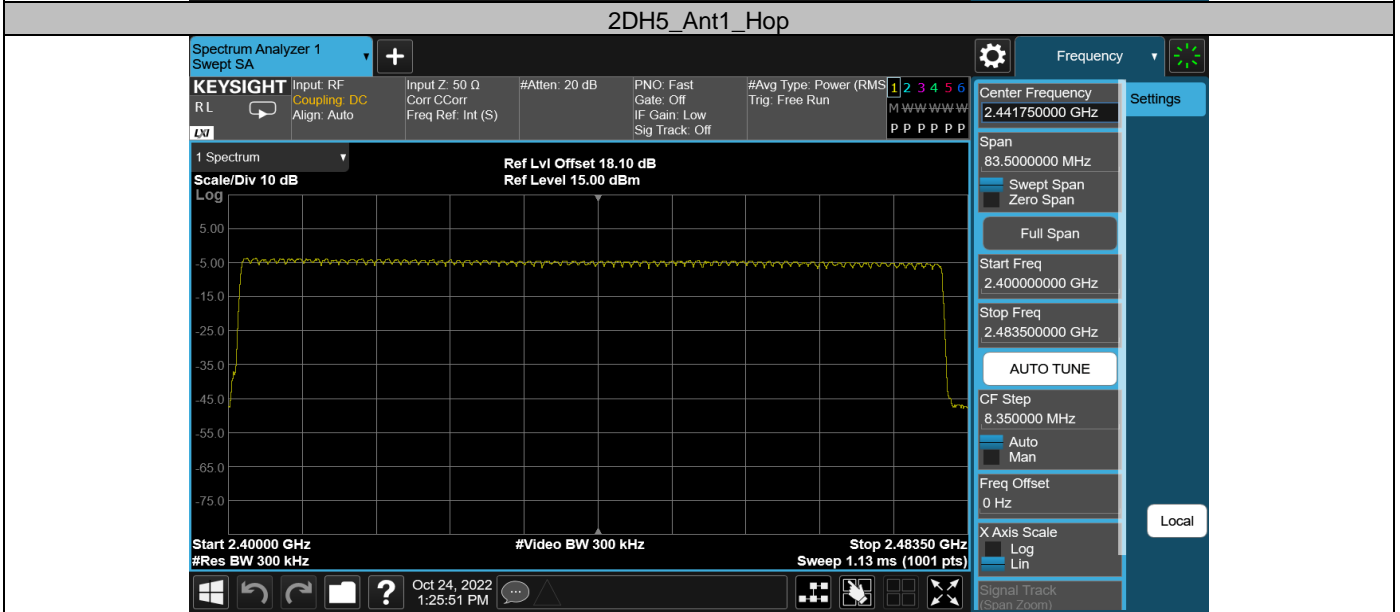 2DH5_Ant1_Hop
Spectrum Analyzer 1
Swept SA
+
Frequency
KEYSIGHT
RL
LXI
Input: RF
Coupling: DC
Align: Auto
Input Z: 50 Ω
Corr CCorr
Freq Ref: Int (S)
#Atten: 20 dB
PNO: Fast
Gate: Off
IF Gain: Low
Sig Track: Off
#Avg Type: Power (RMS
Trig: Free Run
1 2 3 4 5 6
M W W W W W
P P P P P P
1 Spectrum
Scale/Div 10 dB
Log
Ref Lvl Offset 18.10 dB
Ref Level 15.00 dBm
5.00
-5.00
-15.0
-25.0
-35.0
-45.0
-55.0
-65.0
-75.0
Start 2.40000 GHz
#Res BW 300 kHz
#Video BW 300 kHz
Stop 2.48350 GHz
Sweep 1.13 ms (1001 pts)
Center Frequency
2.441750000 GHz
Span
83.5000000 MHz
Swept Span
Zero Span
Full Span
Start Freq
2.400000000 GHz
Stop Freq
2.483500000 GHz
AUTO TUNE
CF Step
8.350000 MHz
Auto
Man
Freq Offset
0 Hz
X Axis Scale
Log
Lin
Signal Track
(Span Zoom)
Settings
Local
?
Oct 24, 2022
1:25:51 PM